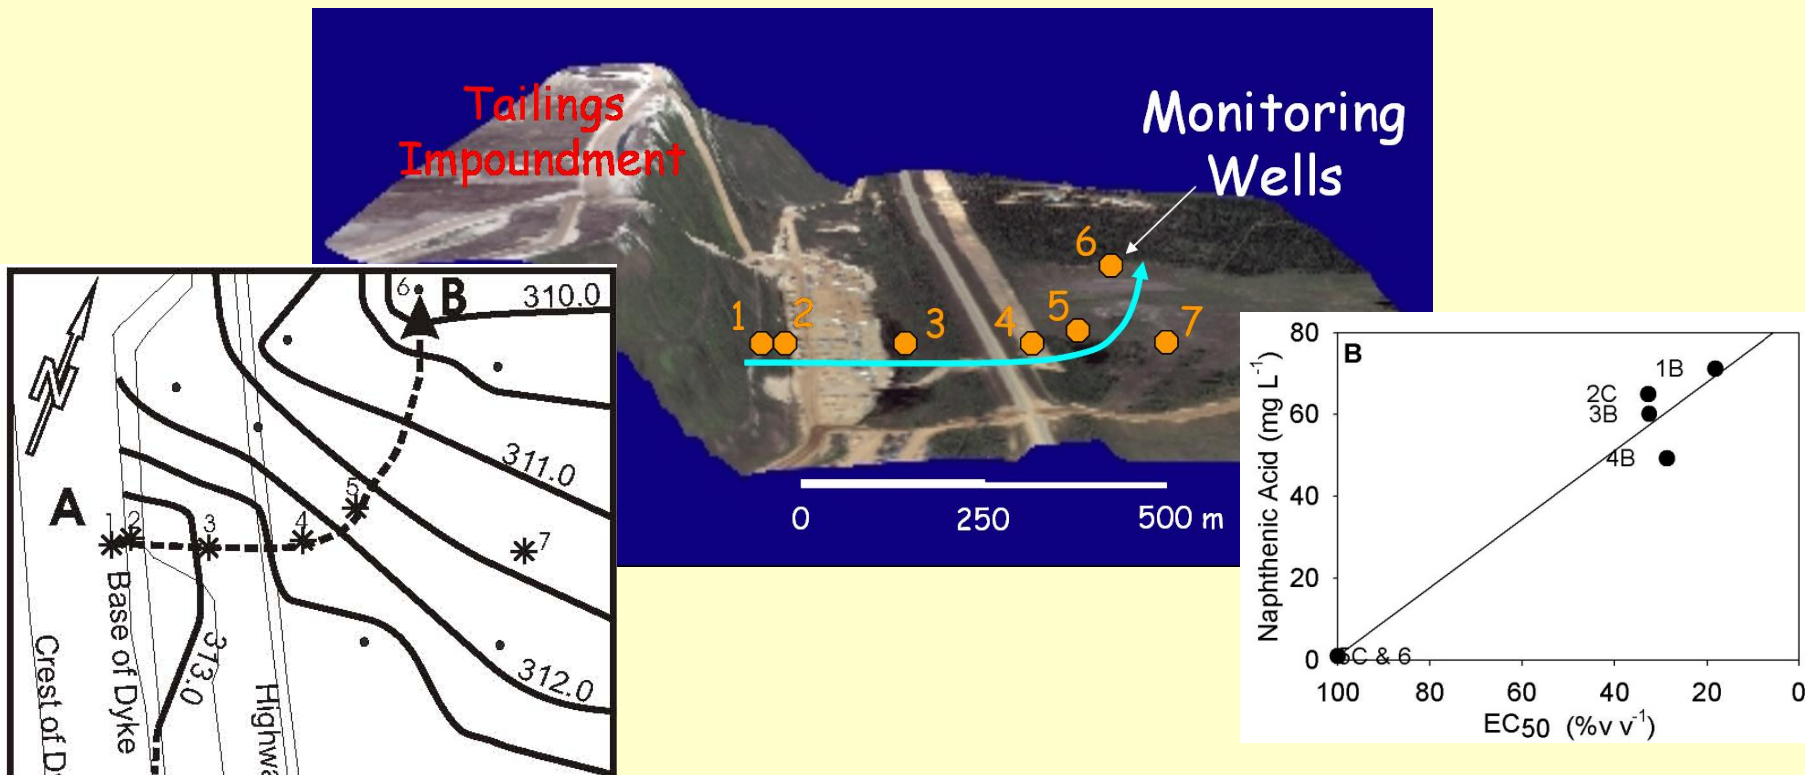 Tailings
Impoundment
Monitoring
Wells
1
2
3
4
5
6
7
0
250
500 m
N
A
B
6
310.0
311.0
312.0
313.0
1
2
3
4
5
7
Base of Dyke
Crest of D
Highwa
B
Naphthenic Acid (mg L-1)
80
60
40
20
0
1B
2C
3B
4B
5C & 6
100
80
60
40
20
0
EC50 (%v v-1)